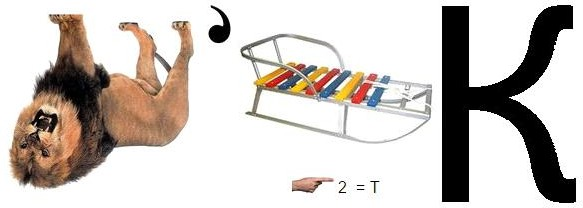 , К
2 = Т